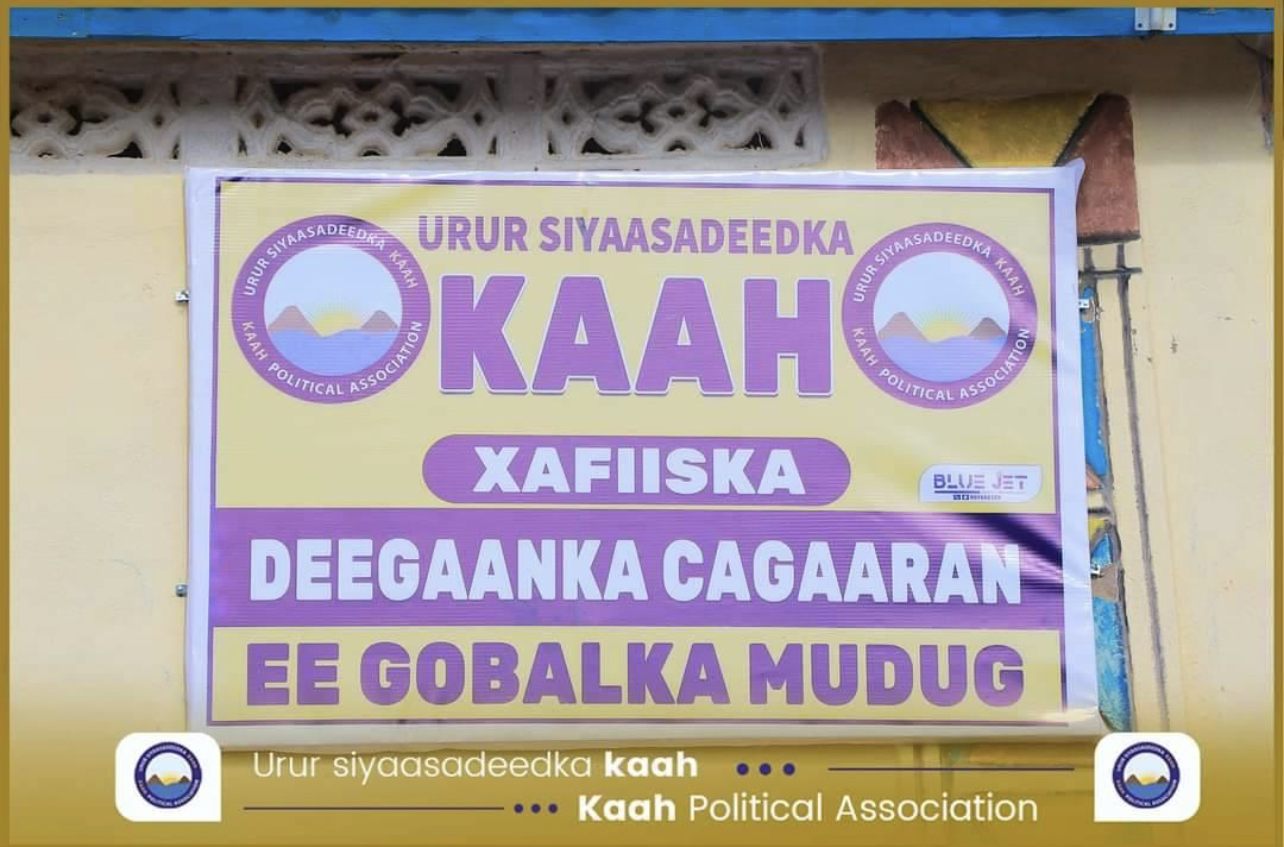 URUR SIYAASADEEDKA
KAAH
URUR SIYAASADEEDKA KAAH
KAAH POLITICAL ASSOCIATION
URUR SIYAASADEEDKA KAAH
KAAH POLITICAL ASSOCIATION
XAFIISKA
BLUE JET
DEEGAANKA CAGAARAN
EE GOBALKA MUDUG
Urur siyaasadeedka kaah
Kaah Political Association